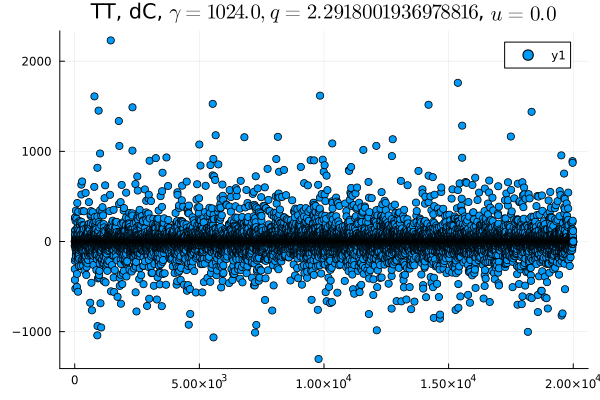 TT, dC, γ = 1024.0, q = 2.2918001936978816, u = 0.0
y1
2000
1000
0
−1000
0 5.00×10³ 1.00×10⁴ 1.50×10⁴ 2.00×10⁴